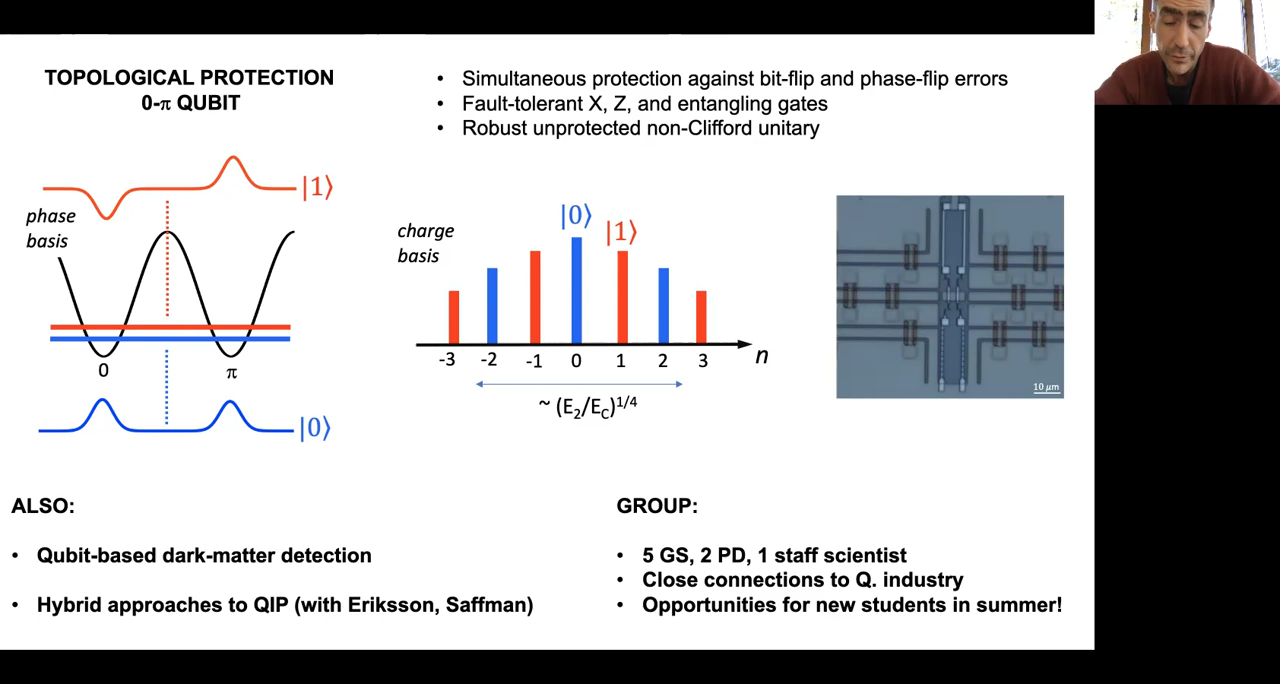 TOPOLOGICAL PROTECTION
0-π QUBIT
• Simultaneous protection against bit-flip and phase-flip errors
• Fault-tolerant X, Z, and entangling gates
• Robust unprotected non-Clifford unitary
|1⟩
phase
basis
0
π
|0⟩
charge
basis
|0⟩
|1⟩
-3 -2 -1 0 1 2 3 n
~ (E₂/E_C)^1/4
10 μm
ALSO:
• Qubit-based dark-matter detection
• Hybrid approaches to QIP (with Eriksson, Saffman)
GROUP:
• 5 GS, 2 PD, 1 staff scientist
• Close connections to Q. industry
• Opportunities for new students in summer!